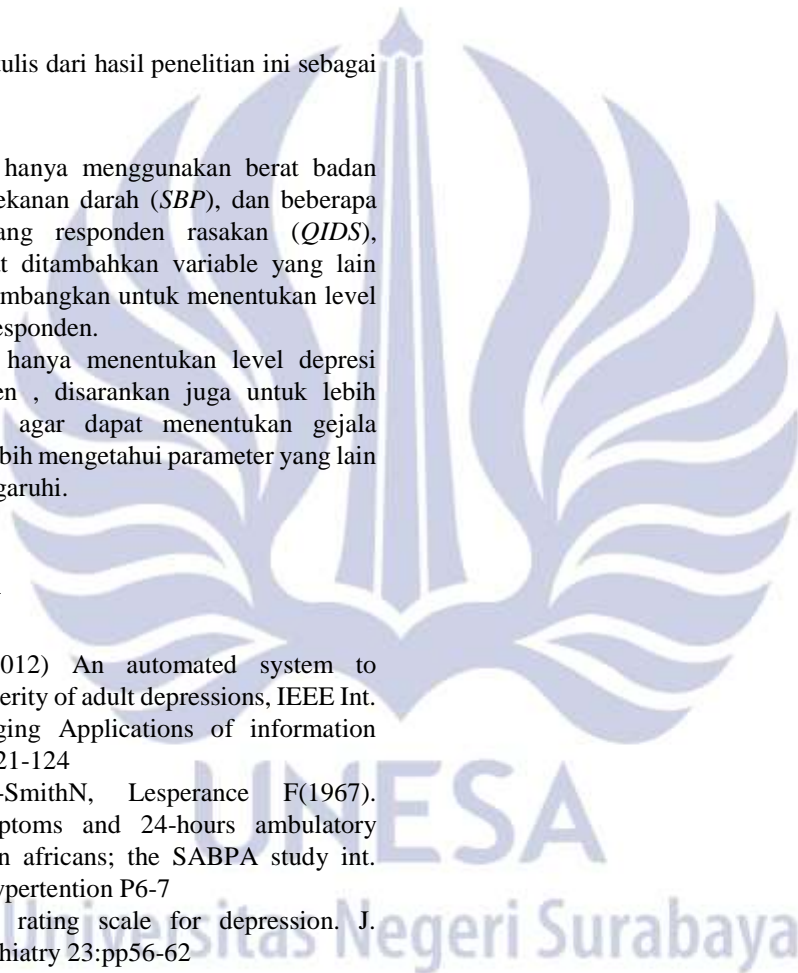 ulis dari hasil penelitian ini sebagai
hanya menggunakan berat badan
ekanan darah (SBP), dan beberapa
ang responden rasakan (QIDS),
t ditambahkan variable yang lain
mbangkan untuk menentukan level
esponden.
hanya menentukan level depresi
en , disarankan juga untuk lebih
agar dapat menentukan gejala
bih mengetahui parameter yang lain
garuhi.
012) An automated system to
erity of adult depressions, IEEE Int.
ging Applications of information
21-124
-SmithN, Lesperance F(1967).
ptoms and 24-hours ambulatory
n africans; the SABPA study int.
ypertention P6-7
rating scale for depression. J.
hiatry 23:pp56-62
UNESA
Universitas Negeri Surabaya